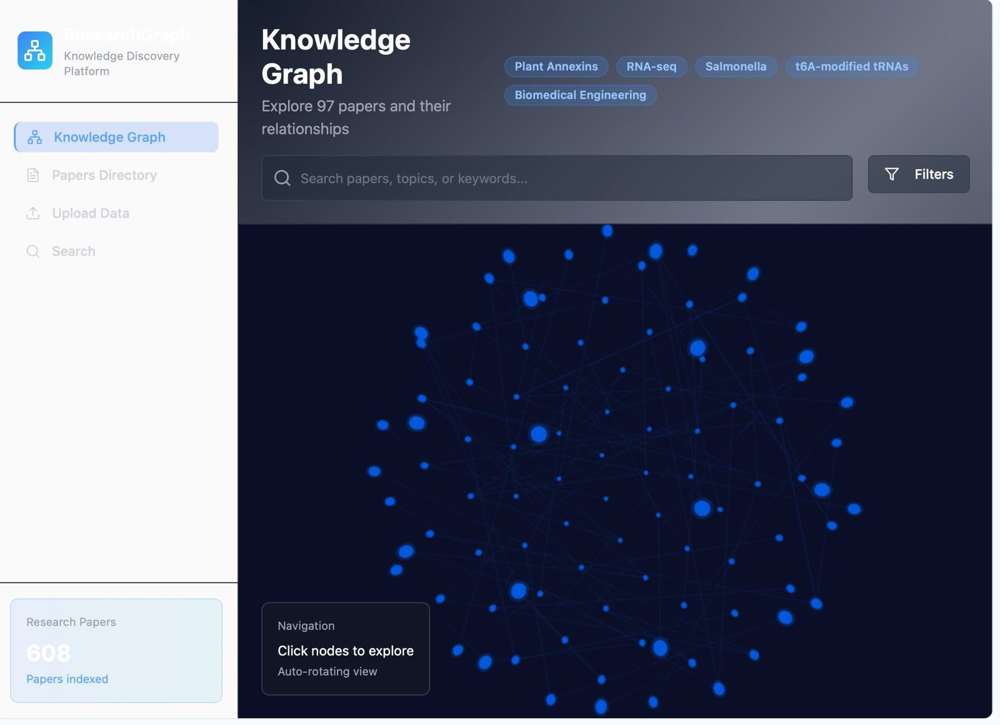 ResearchGraph
Knowledge Discovery
Platform
Knowledge Graph
Papers Directory
Upload Data
Search
Research Papers
608
Papers indexed
Knowledge
Graph
Explore 97 papers and their
relationships
Plant Annexins
RNA-seq
Salmonella
t6A-modified tRNAs
Biomedical Engineering
Search papers, topics, or keywords...
Filters
Navigation
Click nodes to explore
Auto-rotating view